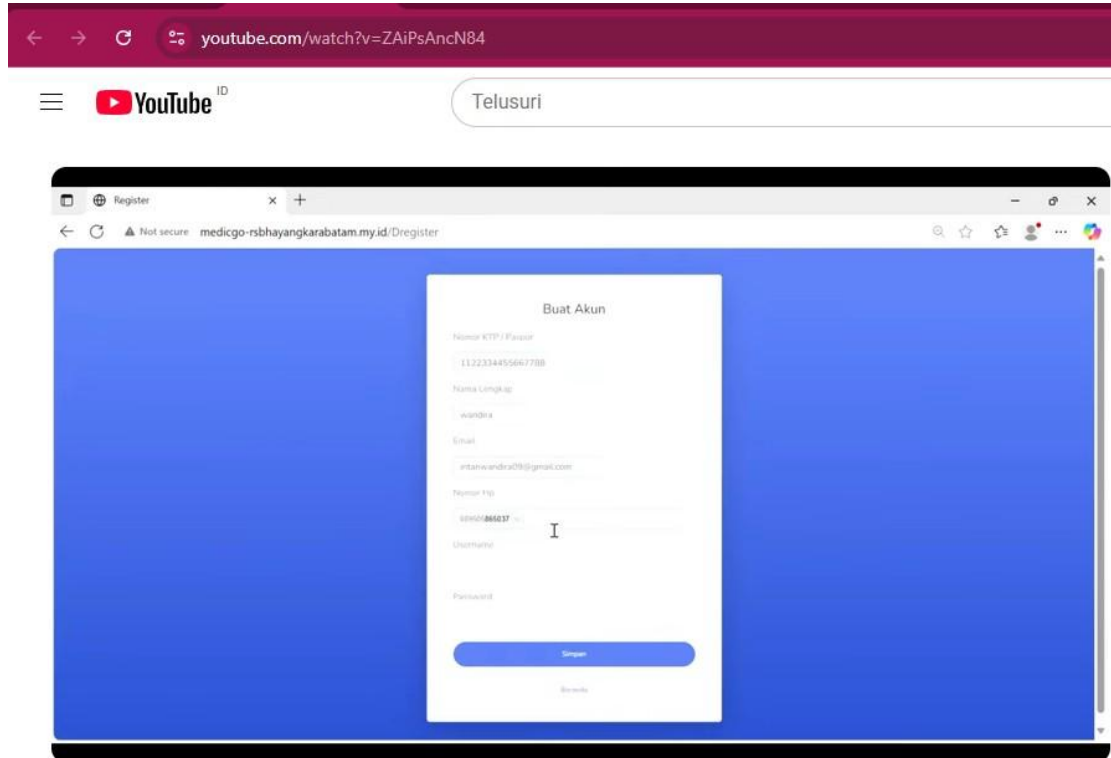 youtube.com/watch?v=ZAiPsAncN84
YouTube ID
Telusuri
Register
Not secure medicgo-rsbhayangkarabatam.my.id/Dregister
Buat Akun
Nomor KTP / Paspor
1122334455667788
Nama Lengkap
wandira
Email
intanwandira09@gmail.com
Nomor Hp
865037
Username
Password
Simpan
Beranda